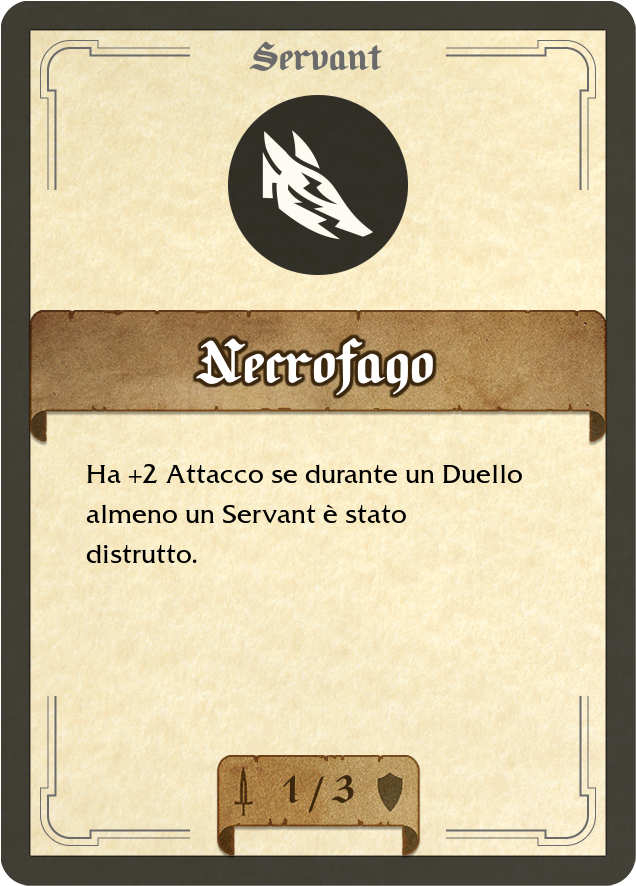 Servant
Necrofago
Ha +2 Attacco se durante un Duello
almeno un Servant è stato
distrutto.
1 / 3